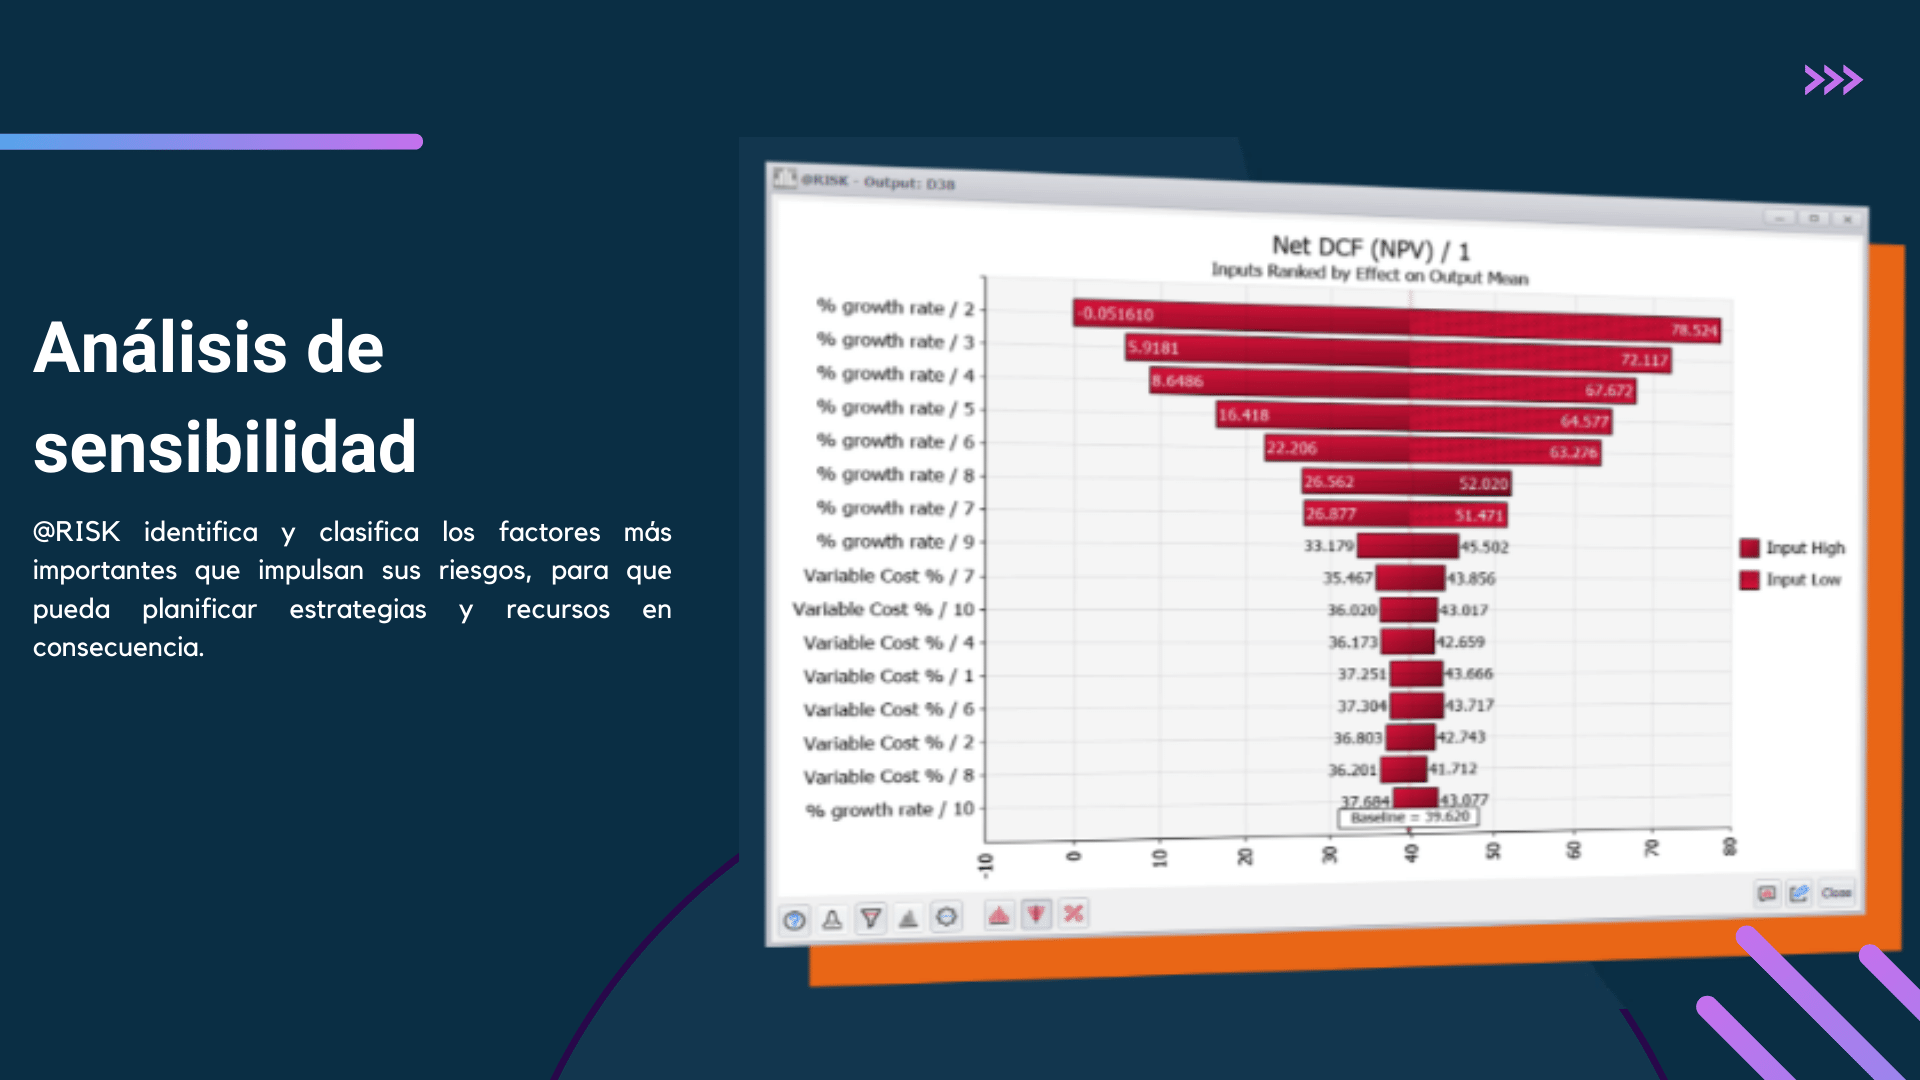 Análisis de
sensibilidad
@RISK identifica y clasifica los factores más
importantes que impulsan sus riesgos, para que
pueda planificar estrategias y recursos en
consecuencia.
@RISK - Output: D38
Net DCF (NPV) / 1
Inputs Ranked by Effect on Output Mean
% growth rate / 2 -0.051610 78.524
% growth rate / 3 5.9181 72.117
% growth rate / 4 8.6486 67.672
% growth rate / 5 16.418 64.577
% growth rate / 6 22.206 63.276
% growth rate / 8 26.562 52.020
% growth rate / 7 26.877 51.471
% growth rate / 9 33.179 45.502
Variable Cost % / 7 35.467 43.856
Variable Cost % / 10 36.020 43.017
Variable Cost % / 4 36.173 42.659
Variable Cost % / 1 37.251 43.666
Variable Cost % / 6 37.304 43.717
Variable Cost % / 2 36.803 42.743
Variable Cost % / 8 36.201 41.712
% growth rate / 10 37.684 43.077
Baseline = 39.620
-10 0 10 20 30 40 50 60 70 80
Input High
Input Low
Close